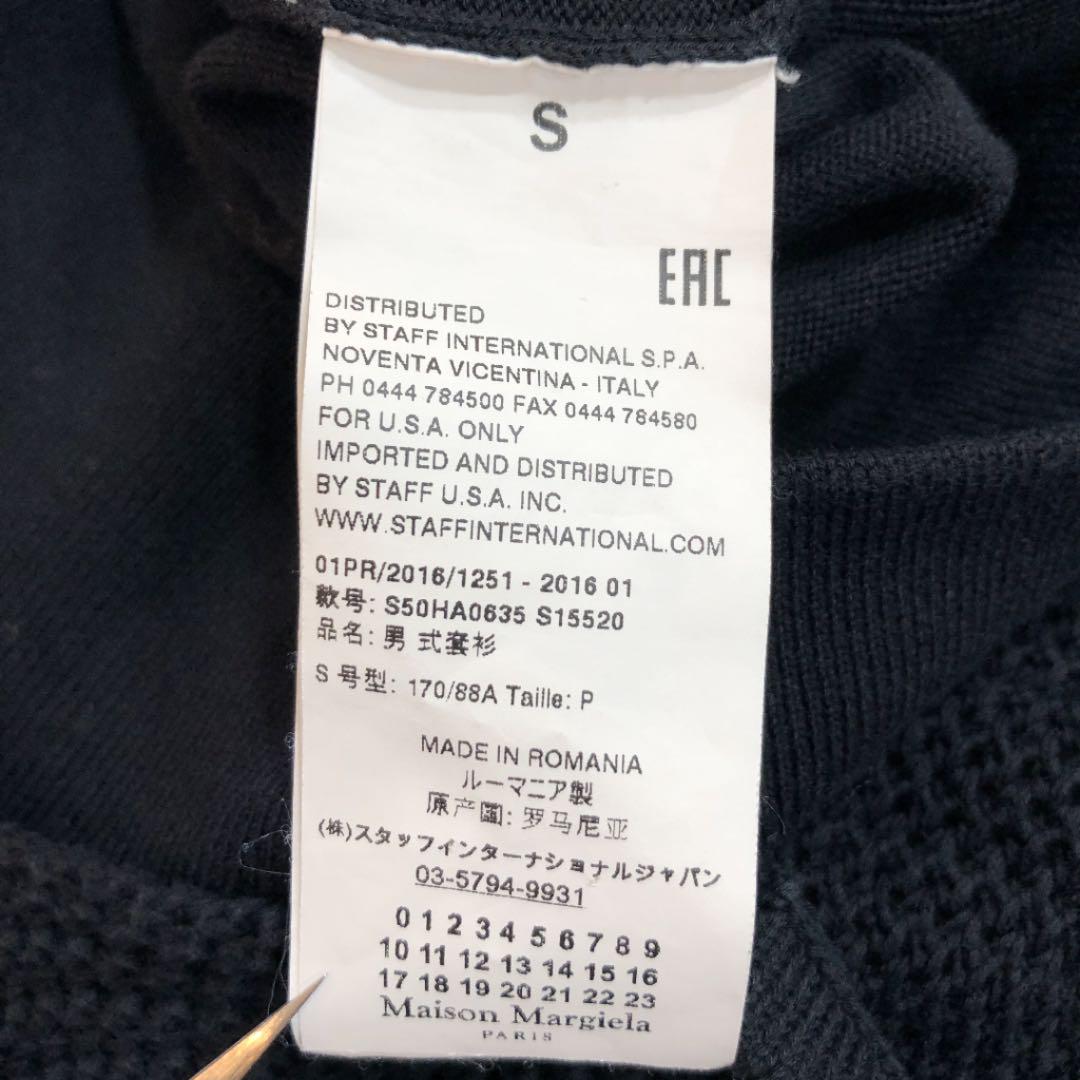 S
EAC
DISTRIBUTED
BY STAFF INTERNATIONAL S.P.A.
NOVENTA VICENTINA - ITALY
PH 0444 784500 FAX 0444 784580
FOR U.S.A. ONLY
IMPORTED AND DISTRIBUTED
BY STAFF U.S.A. INC.
WWW.STAFFINTERNATIONAL.COM
01PR/2016/1251 - 2016 01
款号: S50HA0635 S15520
品名: 男 式套衫
S 号型: 170/88A Taille: P
MADE IN ROMANIA
ルーマニア製
原产國: 罗马尼亚
(株)スタッフインターナショナルジャパン
03-5794-9931
0 1 2 3 4 5 6 7 8 9
10 11 12 13 14 15 16
17 18 19 20 21 22 23
Maison Margiela
PARIS